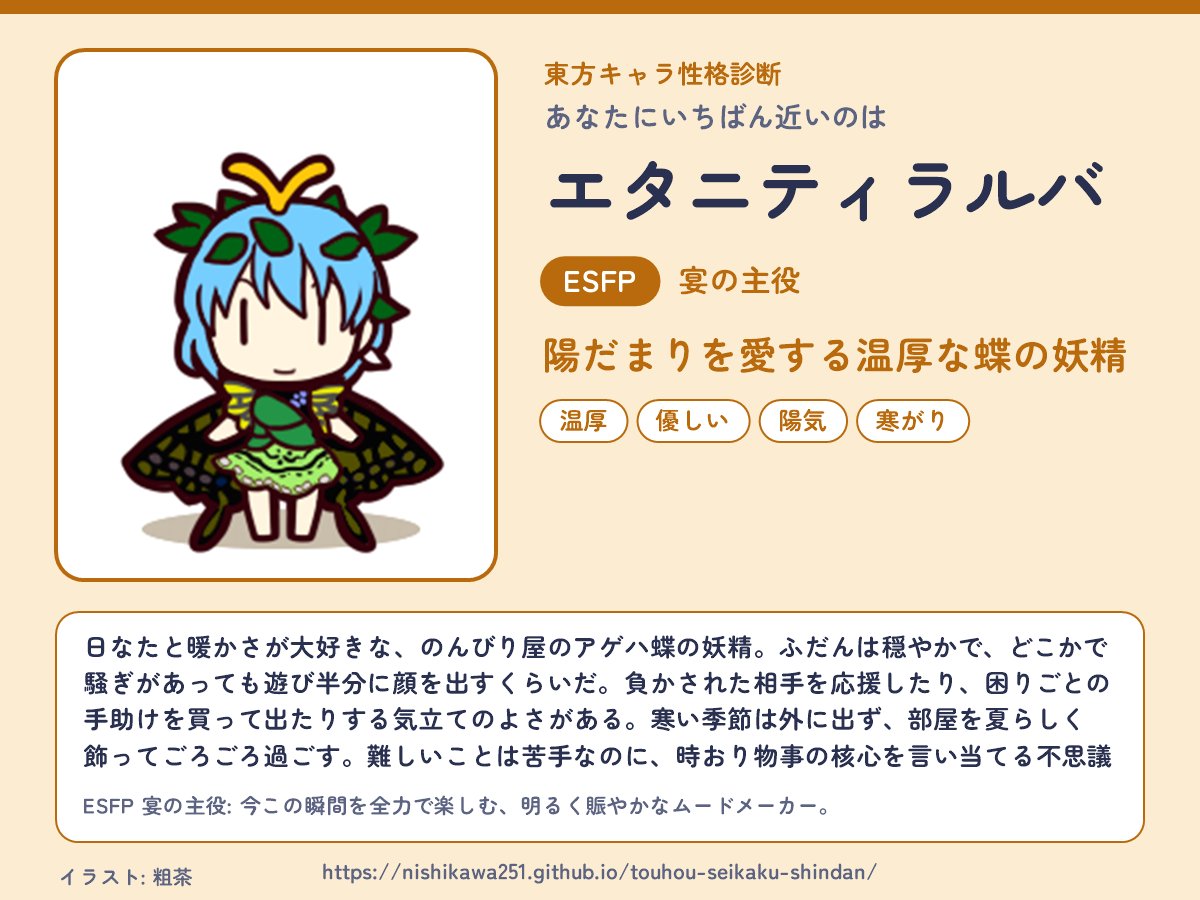 東方キャラ性格診断
あなたにいちばん近いのは
エタニティラルバ
ESFP 宴の主役
陽だまりを愛する温厚な蝶の妖精
温厚 優しい 陽気 寒がり
日なたと暖かさが大好きな、のんびり屋のアゲハ蝶の妖精。ふだんは穏やかで、どこかで
騒ぎがあっても遊び半分に顔を出すくらいだ。負かされた相手を応援したり、困りごとの
手助けを買って出たりする気立てのよさがある。寒い季節は外に出ず、部屋を夏らしく
飾ってごろごろ過ごす。難しいことは苦手なのに、時おり物事の核心を言い当てる不思議
ESFP 宴の主役: 今この瞬間を全力で楽しむ、明るく賑やかなムードメーカー。
イラスト: 粗茶
https://nishikawa251.github.io/touhou-seikaku-shindan/